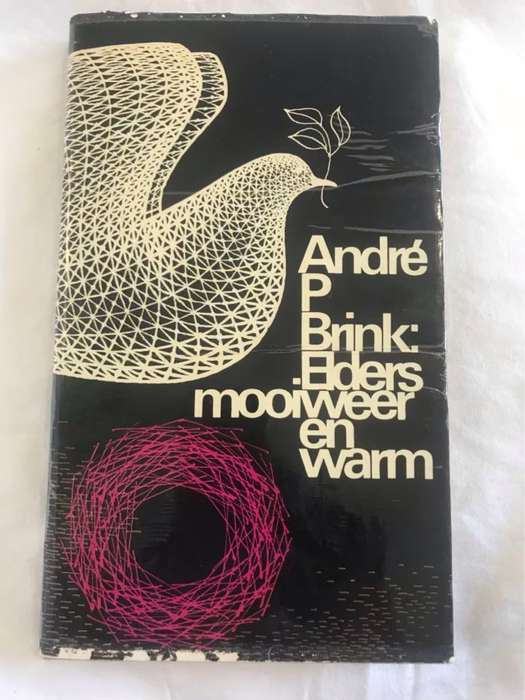 André
P
Brink:
Elders
mooiweer
en
warm